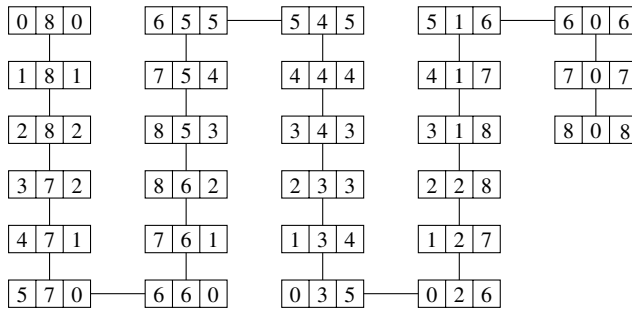 0 8 0 6 5 5 5 4 5 5 1 6 6 0 6
1 8 1 7 5 4 4 4 4 4 1 7 7 0 7
2 8 2 8 5 3 3 4 3 3 1 8 8 0 8
3 7 2 8 6 2 2 3 3 2 2 8
4 7 1 7 6 1 1 3 4 1 2 7
5 7 0 6 6 0 0 3 5 0 2 6